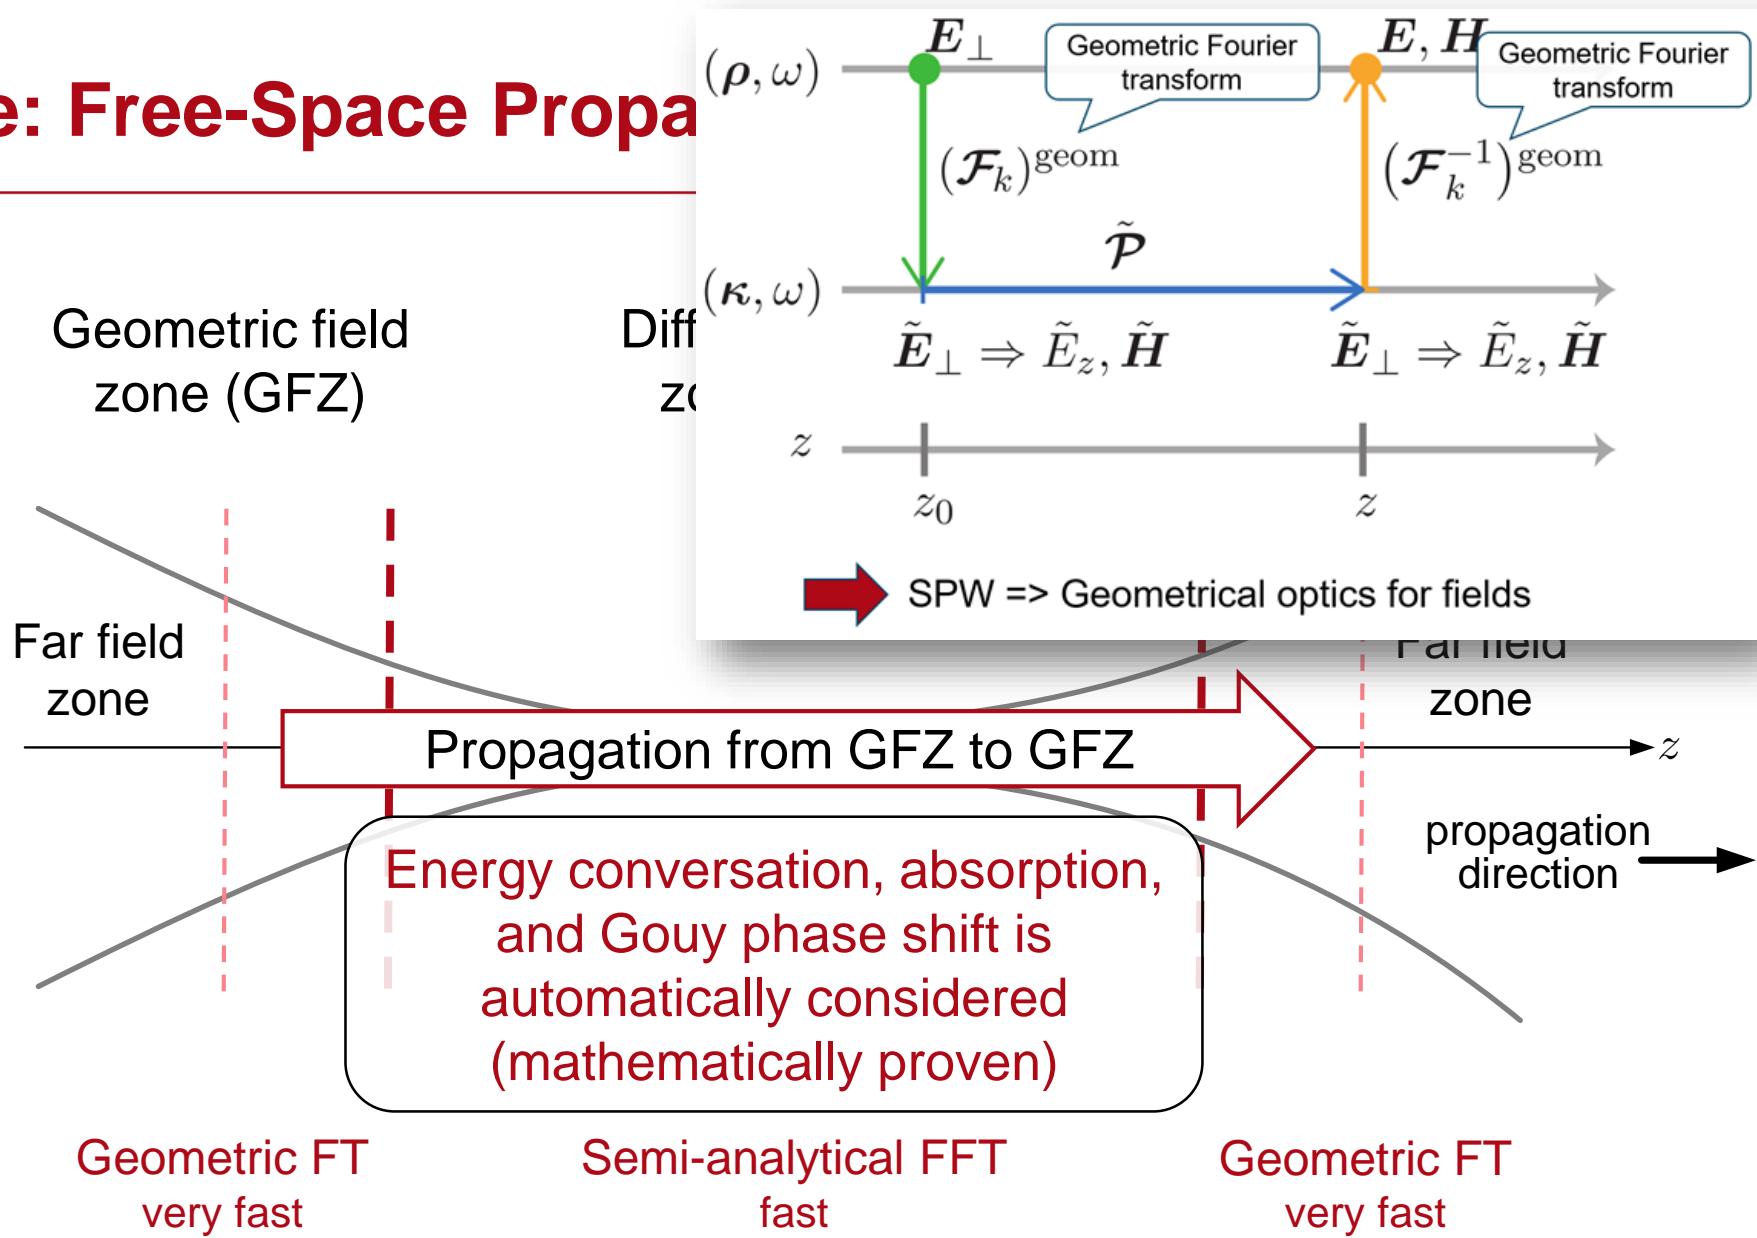 e: Free-Space Propa
(ρ, ω)
E⊥
Geometric Fourier
transform
E, H
Geometric Fourier
transform
(𝓕k)geom
(𝓕k−1)geom
𝒫̃
(κ, ω)
Ẽ⊥ ⇒ Ẽz, H̃
Ẽ⊥ ⇒ Ẽz, H̃
z
z0
z
SPW => Geometrical optics for fields
Geometric field
zone (GFZ)
Diff
Far field
zone
Far field
zone
Propagation from GFZ to GFZ
z
propagation
direction
Energy conversation, absorption,
and Gouy phase shift is
automatically considered
(mathematically proven)
Geometric FT
very fast
Semi-analytical FFT
fast
Geometric FT
very fast